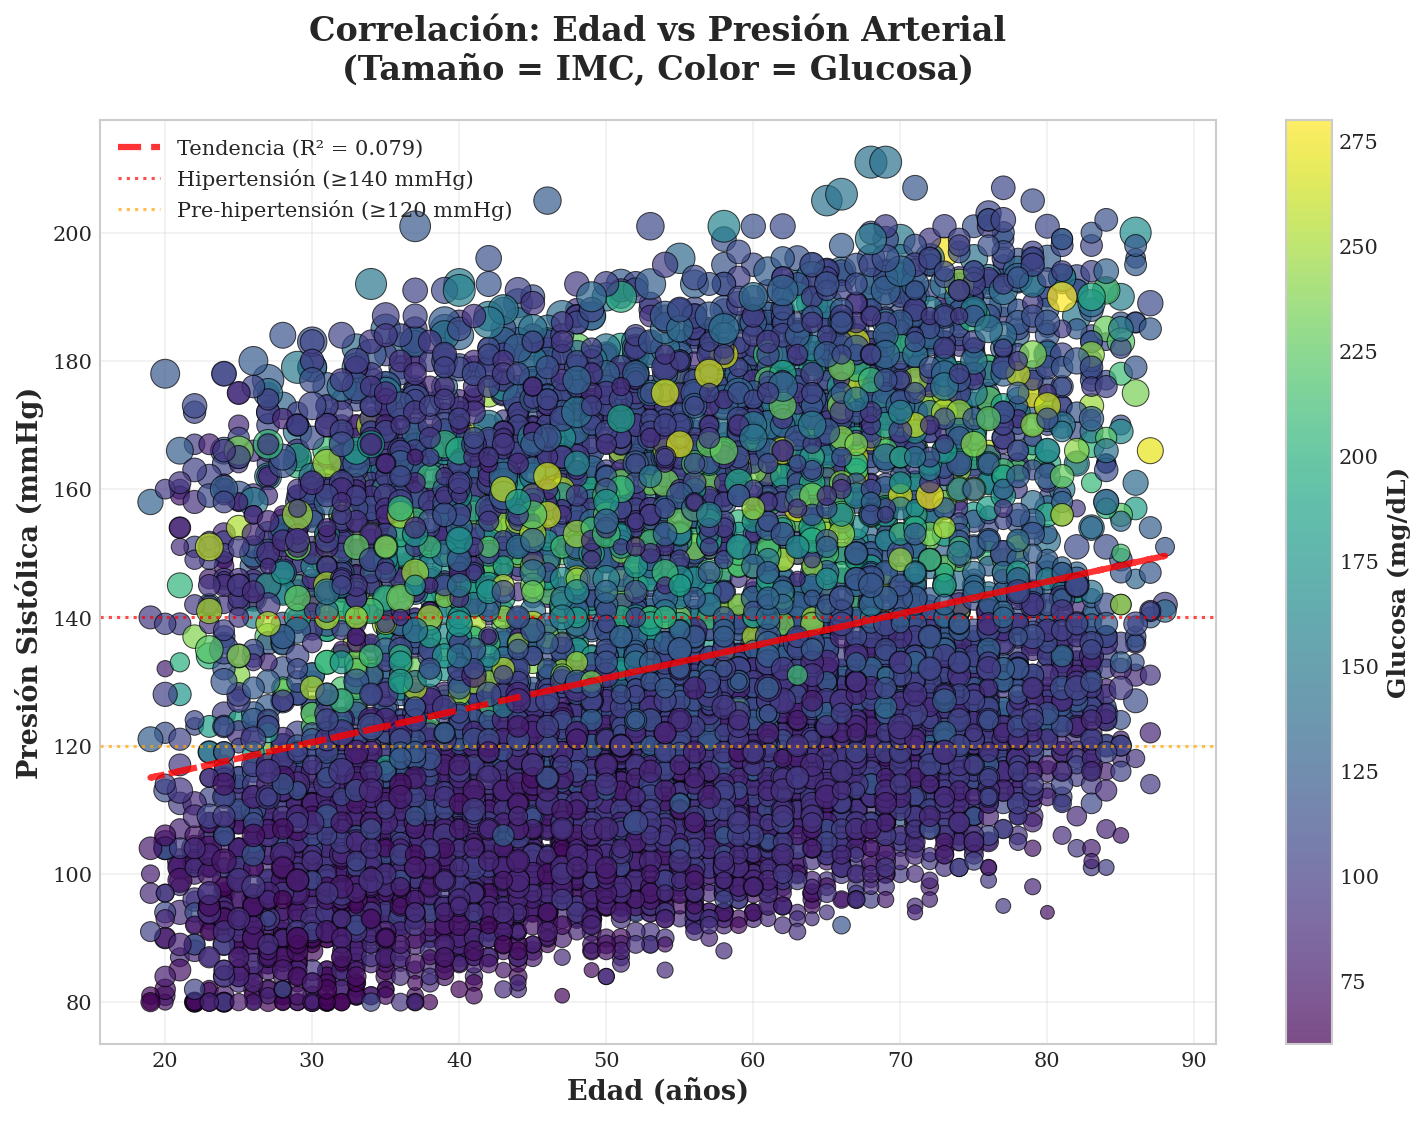 Correlación: Edad vs Presión Arterial
(Tamaño = IMC, Color = Glucosa)
Tendencia (R² = 0.079)
Hipertensión (≥140 mmHg)
Pre-hipertensión (≥120 mmHg)
Presión Sistólica (mmHg)
200
180
160
140
120
100
80
20 30 40 50 60 70 80 90
Edad (años)
275
250
225
200
175
150
125
100
75
Glucosa (mg/dL)